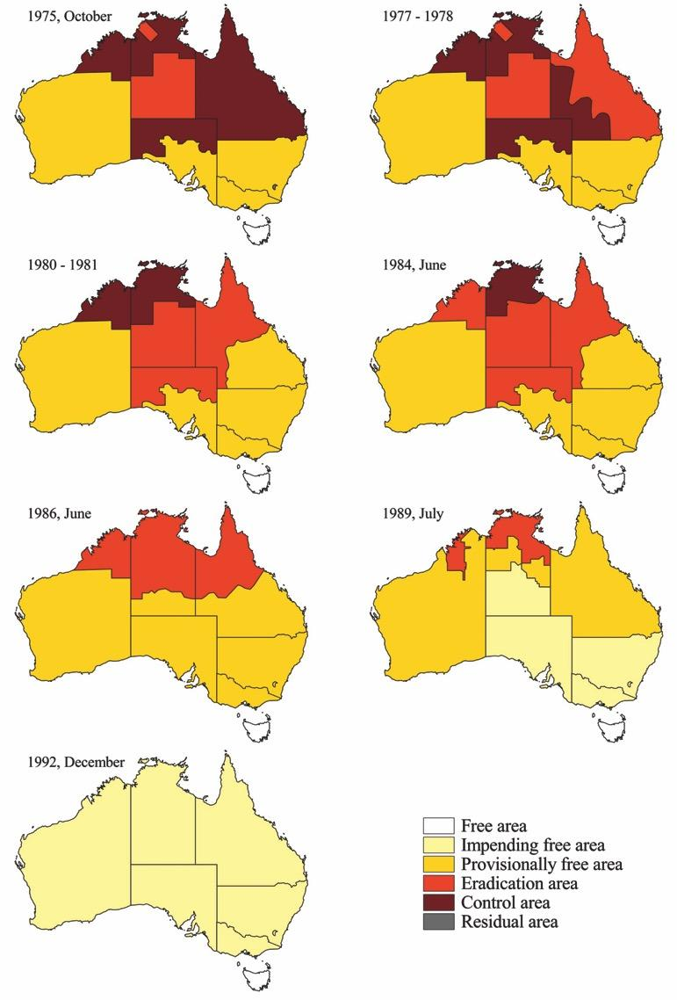 1975, October
1977 - 1978
1980 - 1981
1984, June
1986, June
1989, July
1992, December
Free area
Impending free area
Provisionally free area
Eradication area
Control area
Residual area